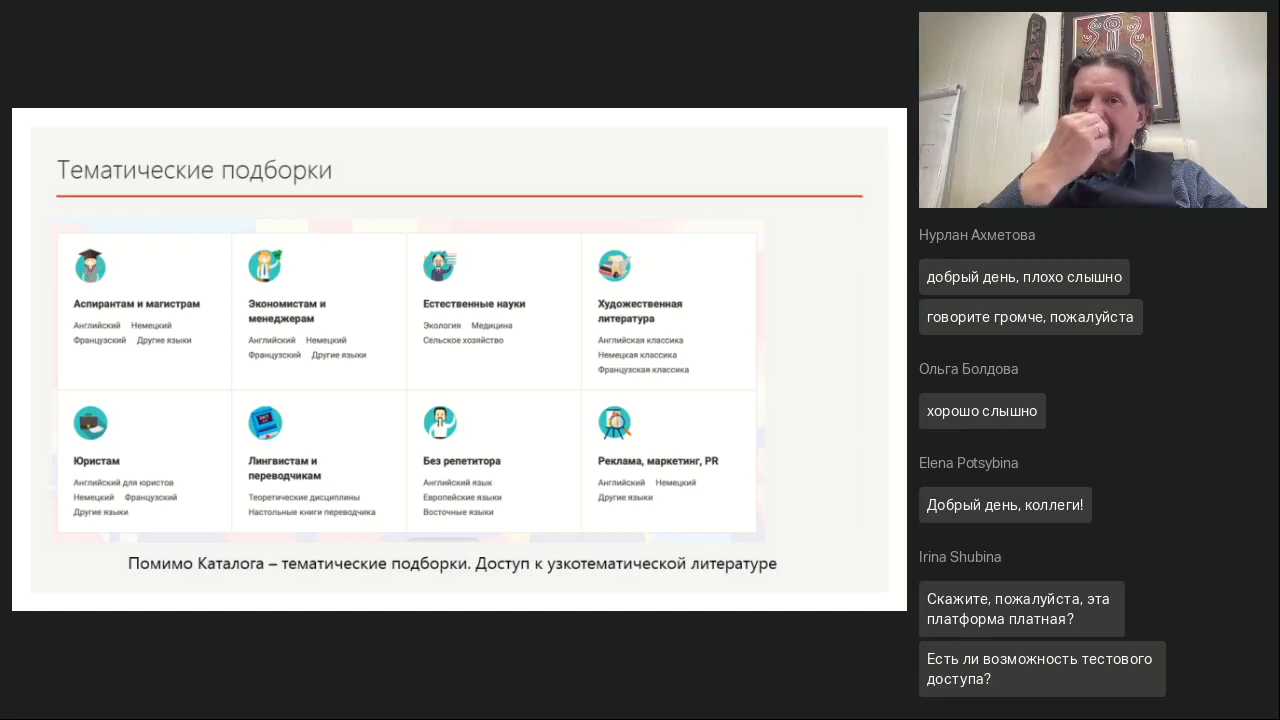 Тематические подборки
Аспирантам и магистрам
Английский Немецкий
Французский Другие языки
Экономистам и
менеджерам
Английский Немецкий
Французский Другие языки
Естественные науки
Экология Медицина
Сельское хозяйство
Художественная
литература
Английская классика
Немецкая классика
Французская классика
Юристам
Английский для юристов
Немецкий Французский
Другие языки
Лингвистам и
переводчикам
Теоретические дисциплины
Настольные книги переводчика
Без репетитора
Английский язык
Европейские языки
Восточные языки
Реклама, маркетинг, PR
Английский Немецкий
Другие языки
Помимо Каталога – тематические подборки. Доступ к узкотематической литературе
Нурлан Ахметова
добрый день, плохо слышно
говорите громче, пожалуйста
Ольга Болдова
хорошо слышно
Elena Potsybina
Добрый день, коллеги!
Irina Shubina
Скажите, пожалуйста, эта
платформа платная?
Есть ли возможность тестового
доступа?